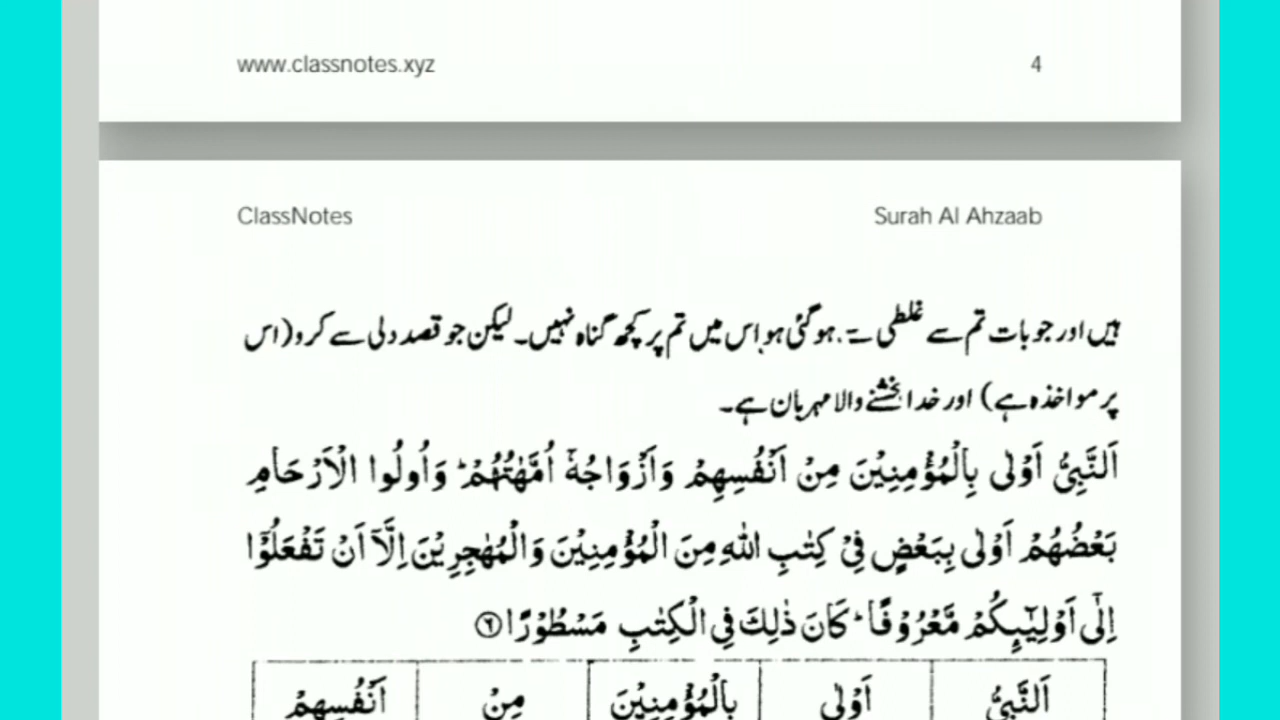 www.classnotes.xyz 4
ClassNotes Surah Al Ahzaab
ہیں اور جو بات تم سے غلطی سے ہوگئی ہو اس میں تم پر کچھ گناہ نہیں۔ لیکن جو قصد دلی سے کرو (اس
پر مواخذہ ہے) اور خدا بخشنے والا مہربان ہے۔
اَلنَّبِیُّ اَوْلٰی بِالْمُؤْمِنِیْنَ مِنْ اَنْفُسِهِمْ وَاَزْوَاجُهٗٓ اُمَّهٰتُهُمْ ؕ وَاُولُوا الْاَرْحَامِ
بَعْضُهُمْ اَوْلٰی بِبَعْضٍ فِیْ کِتٰبِ اللّٰهِ مِنَ الْمُؤْمِنِیْنَ وَالْمُهٰجِرِیْنَ اِلَّآ اَنْ تَفْعَلُوْٓا
اِلٰٓی اَوْلِیٰٓىِٕکُمْ مَّعْرُوْفًا ؕ کَانَ ذٰلِکَ فِی الْکِتٰبِ مَسْطُوْرًا ۶
اَلنَّبِیُّ اَوْلٰی بِالْمُؤْمِنِیْنَ مِنْ اَنْفُسِهِمْ